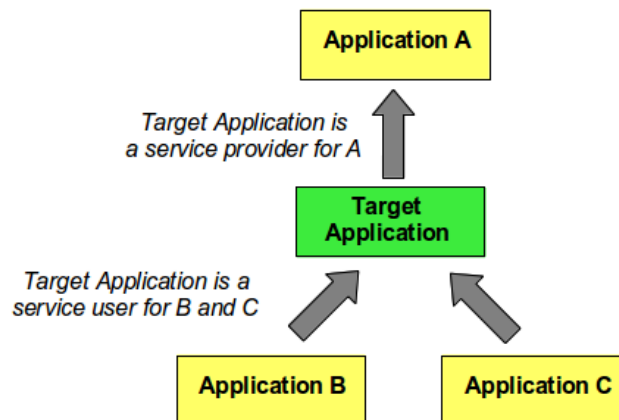 Application A
Target Application is
a service provider for A
Target
Application
Target Application is a
service user for B and C
Application B
Application C